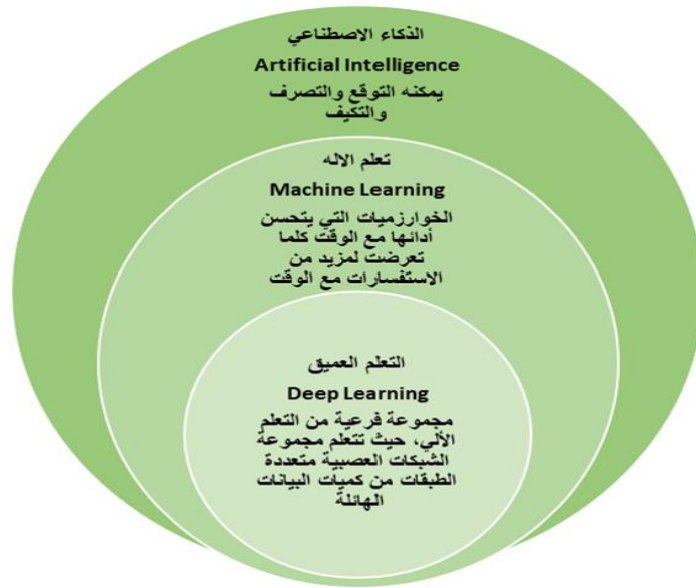 الذكاء الاصطناعي
Artificial Intelligence
يمكنه التوقع والتصرف
والتكيف
تعلم الاله
Machine Learning
الخوارزميات التي يتحسن
أدائها مع الوقت كلما
تعرضت لمزيد من
الاستفسارات مع الوقت
التعلم العميق
Deep Learning
مجموعة فرعية من التعلم
الآلي، حيث تتعلم مجموعة
الشبكات العصبية متعددة
الطبقات من كميات البيانات
الهائلة